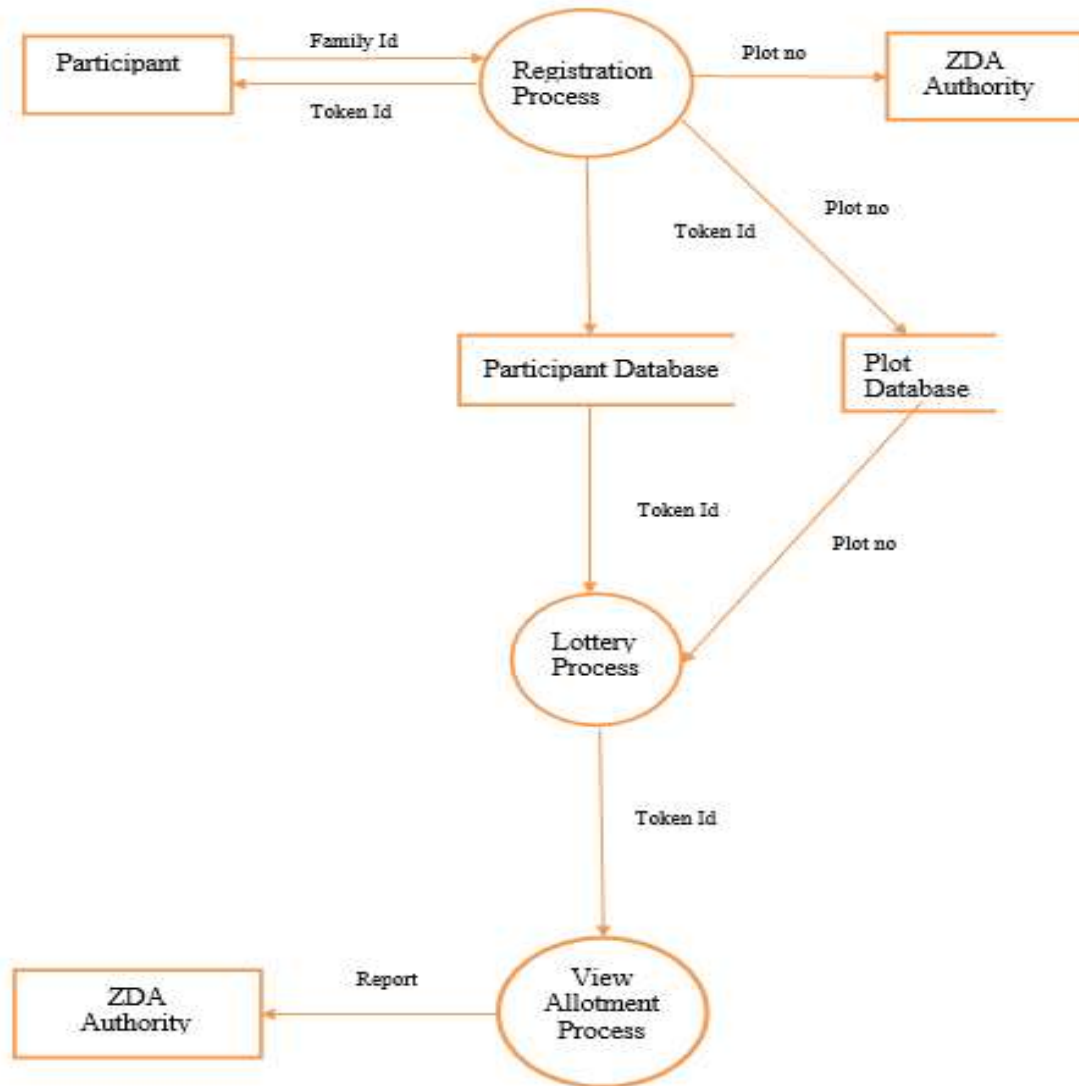 Family Id
Participant
Token Id
Registration
Process
Plot no
ZDA
Authority
Token Id
Plot no
Participant Database
Plot
Database
Token Id
Plot no
Lottery
Process
Token Id
Report
ZDA
Authority
View
Allotment
Process